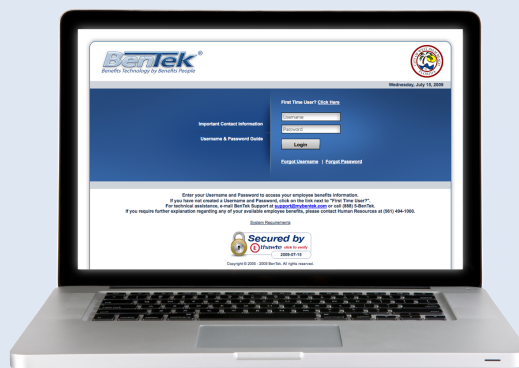 BenTek®
Benefits Technology by Benefits People
Wednesday, July 15, 2009
First Time User? Click Here
Username
Important Contact Information
Password
Username & Password Guide
Login
Forgot Username | Forgot Password
Enter your Username and Password to access your employee benefits information.
If you have not created a Username and Password, click on the link next to "First Time User?".
For technical assistance, e-mail BenTek Support at support@mybentek.com or call (888) 5-BenTek.
If you require further explanation regarding any of your available employee benefits, please contact Human Resources at (561) 494-1000.
System Requirements
Secured by
thawte click to verify
2009-07-15
Copyright © 2005 - 2009 BenTek. All rights reserved.